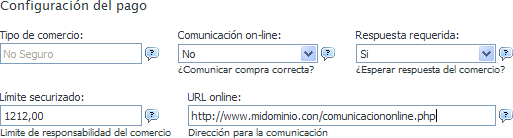 Configuración del pago
Tipo de comercio: Comunicación on-line: Respuesta requerida:
No Seguro No Si
¿Comunicar compra correcta? ¿Esperar respuesta del comercio?
Límite securizado: URL online:
1212,00 http://www.midominio.con/comunicaciononline.php
Limite de responsabilidad del comercio Dirección para la comunicación